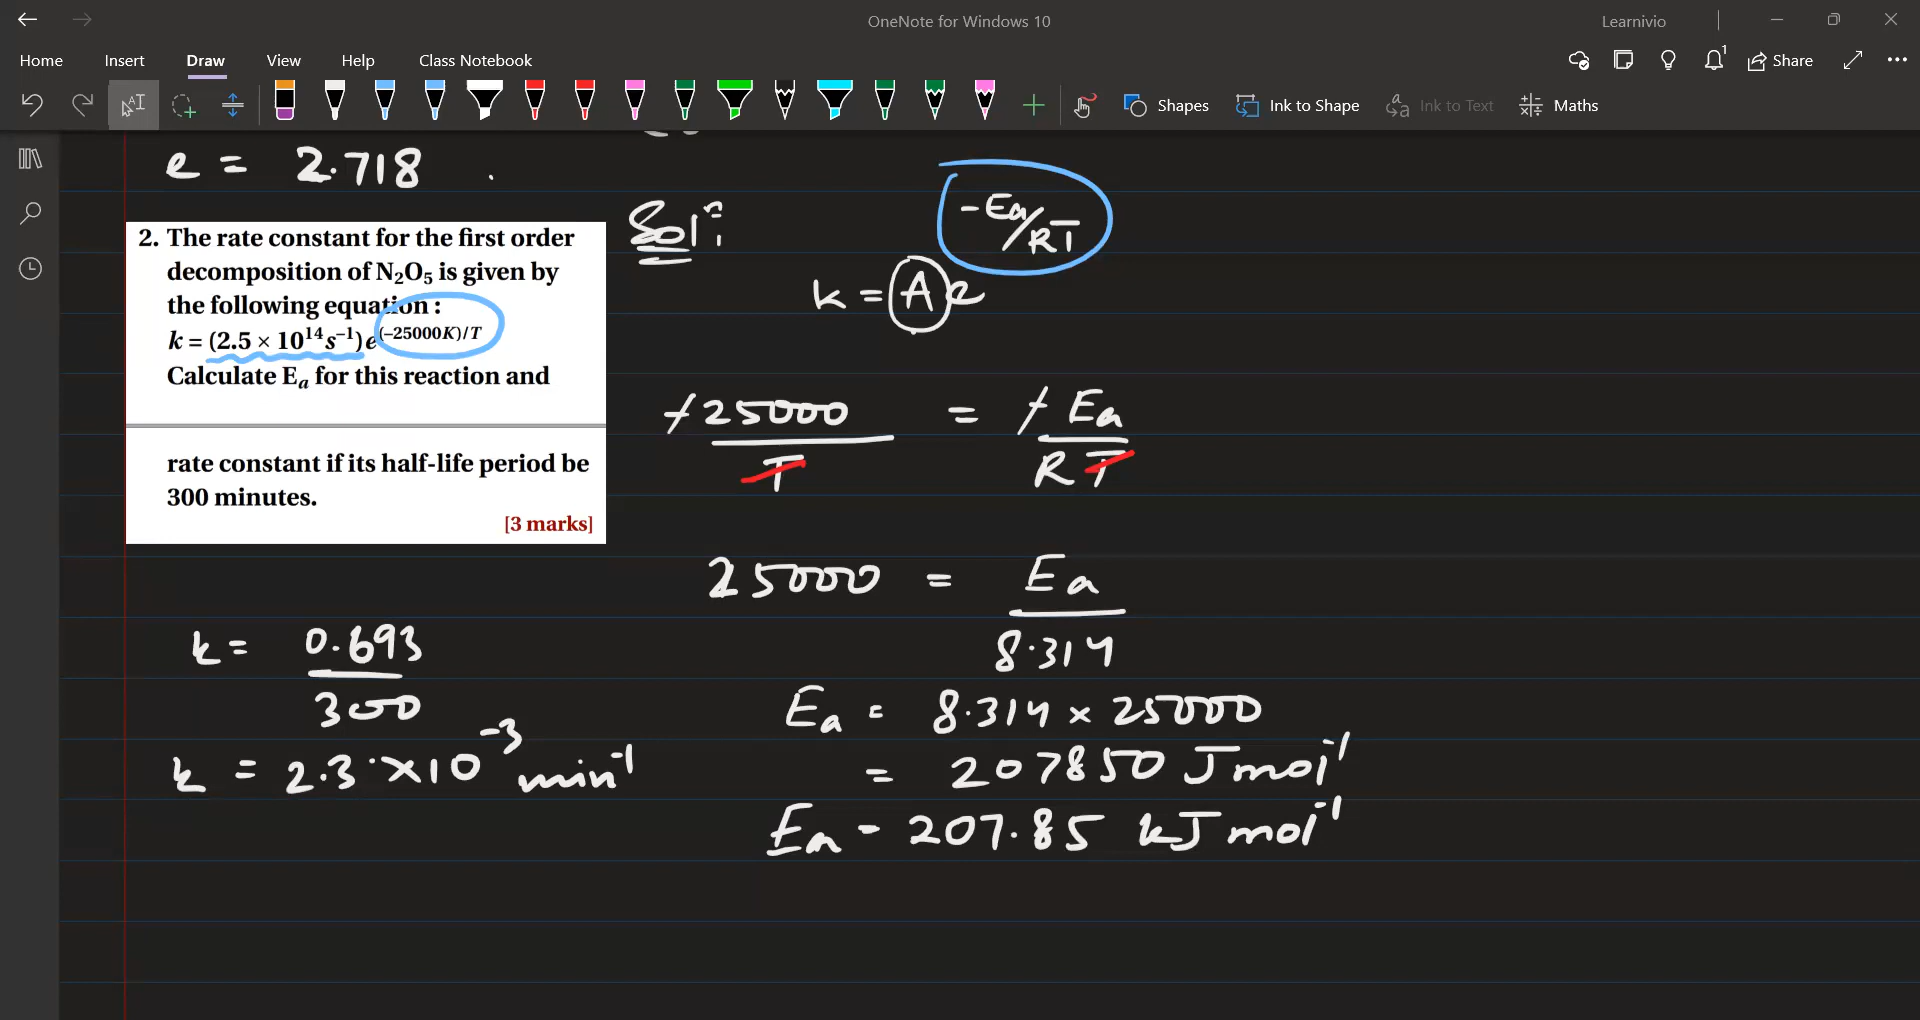 OneNote for Windows 10
Learnivio
Home Insert Draw View Help Class Notebook
1
Share
Shapes
Ink to Shape
Ink to Text
Maths
e = 2.718 .
2. The rate constant for the first order
decomposition of N₂O₅ is given by
the following equation :
k = (2.5 × 10¹⁴ s⁻¹) e^(–25000K)/T
Calculate Eₐ for this reaction and
rate constant if its half-life period be
300 minutes.
[3 marks]
k = 0.693
300
k = 2.3 × 10⁻³ min⁻¹
Sol:
-Ea/RT
k = A e
-25000 = - Ea
T RT
25000 = Ea
8.314
Ea = 8.314 × 25000
= 207850 J mol⁻¹
Ea - 207.85 kJ mol⁻¹